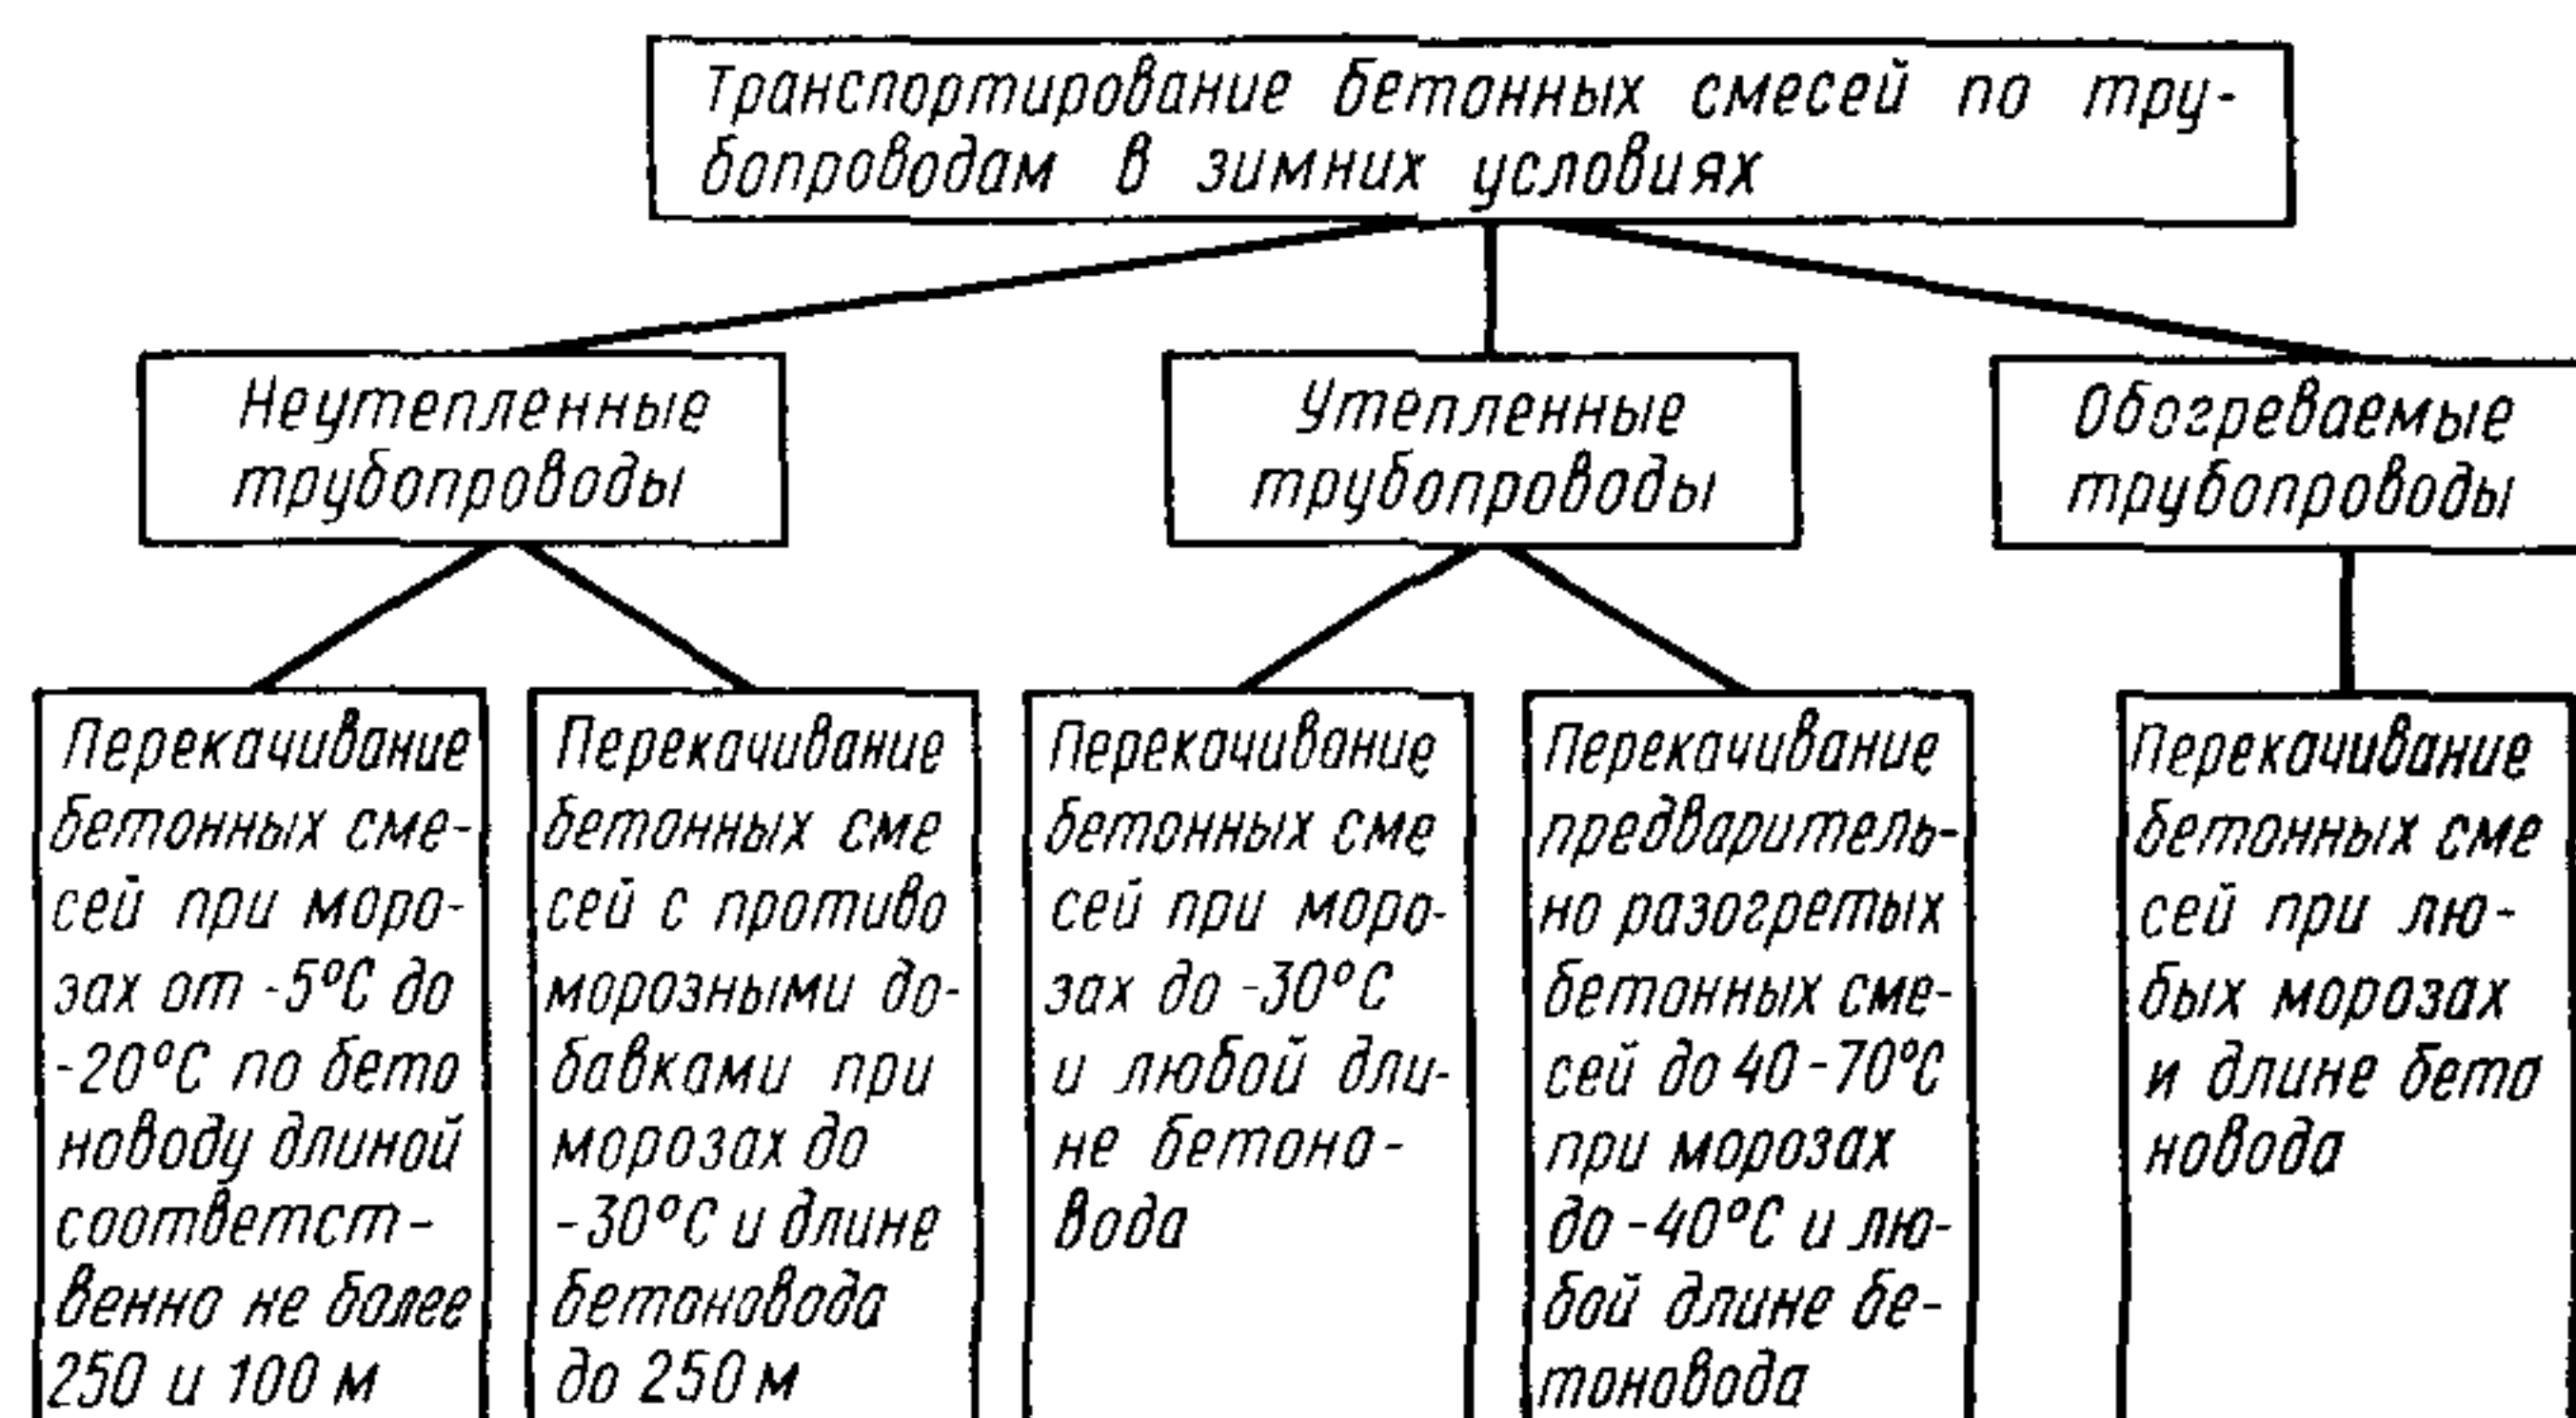 Транспортирование бетонных смесей по тру-
бопроводам в зимних условиях
Неутепленные
трубопроводы
Утепленные
трубопроводы
Обогреваемые
трубопроводы
Перекачивание
бетонных сме-
сей при моро-
зах от -5°С до
-20°С по бето
новоду длиной
соответст-
венно не более
250 и 100 м
Перекачивание
бетонных сме
сей с противо
морозными до-
бавками при
морозах до
-30°С и длине
бетоновода
до 250 м
Перекачивание
бетонных сме
сей при моро-
зах до -30°С
и любой дли-
не бетоно-
вода
Перекачивание
предваритель-
но разогретых
бетонных сме-
сей до 40-70°С
при морозах
до -40°С и лю-
бой длине бе-
тоновода
Перекачивание
бетонных сме
сей при лю-
бых морозах
и длине бето
новода